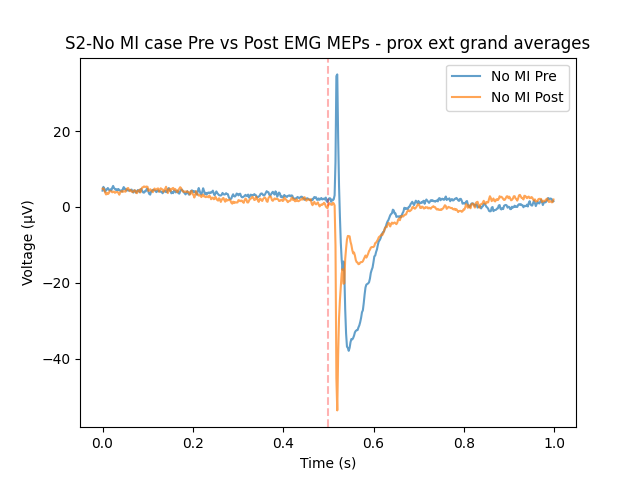 S2-No MI case Pre vs Post EMG MEPs - prox ext grand averages
No MI Pre
No MI Post
Voltage (μV)
20
0
−20
−40
0.0 0.2 0.4 0.6 0.8 1.0
Time (s)